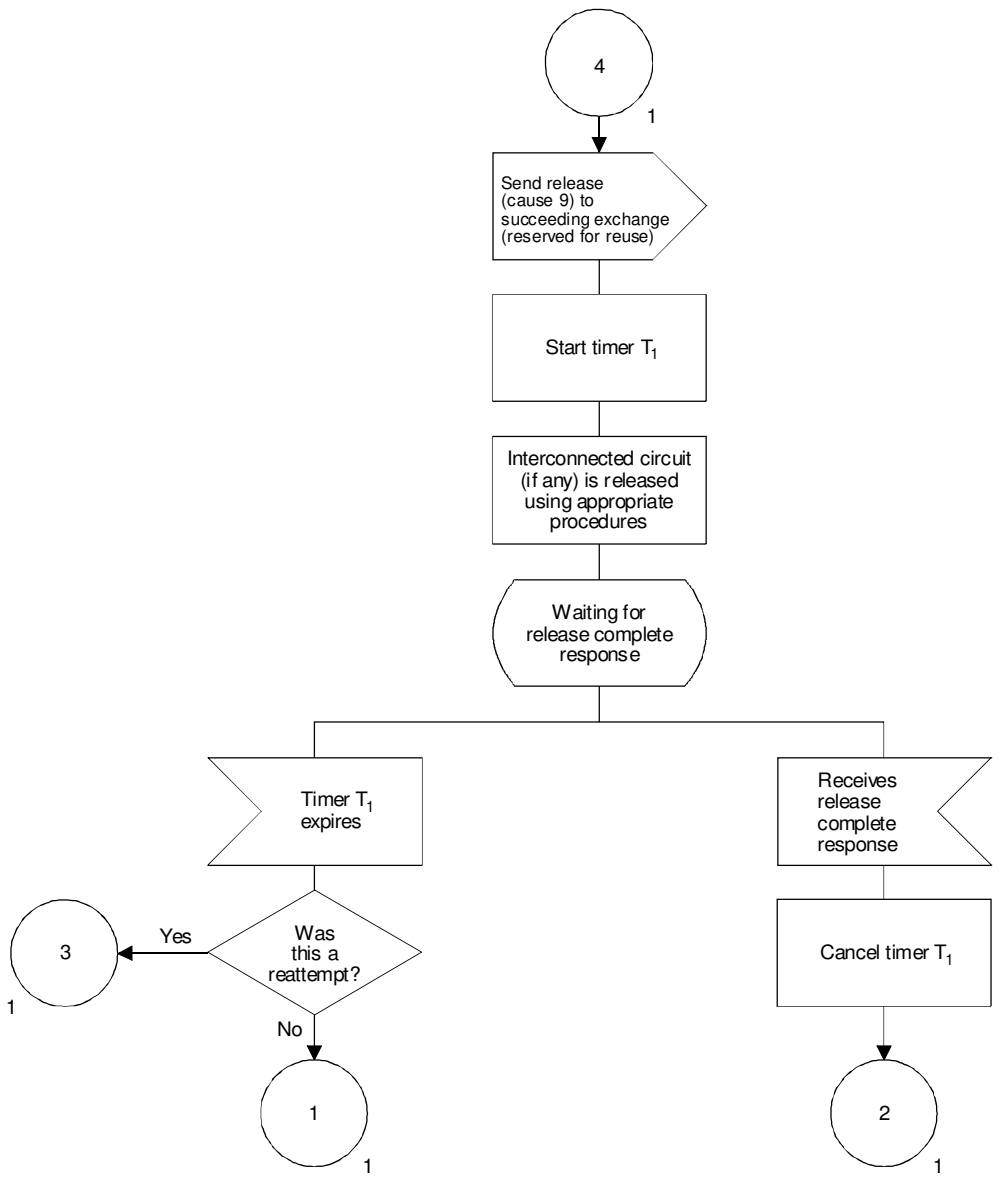 4
1
Send release
(cause 9) to
succeeding exchange
(reserved for reuse)
Start timer T1
Interconnected circuit
(if any) is released
using appropriate
procedures
Waiting for
release complete
response
Timer T1
expires
Receives
release
complete
response
3
1
Yes
Was
this a
reattempt?
Cancel timer T1
No
1
1
2
1